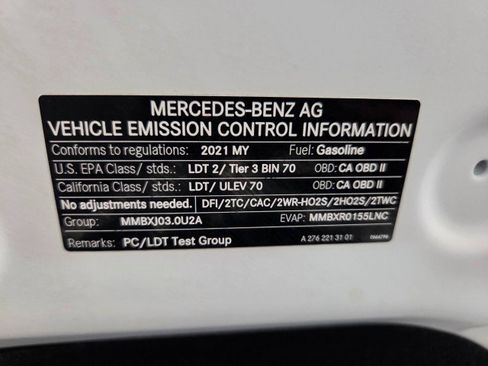 MERCEDES-BENZ AG
VEHICLE EMISSION CONTROL INFORMATION
Conforms to regulations: 2021 MY Fuel: Gasoline
U.S. EPA Class/ stds.: LDT 2/ Tier 3 BIN 70 OBD: CA OBD II
California Class/ stds.: LDT/ ULEV 70 OBD: CA OBD II
No adjustments needed. DFI/2TC/CAC/2WR-HO2S/2HO2S/2TWC
Group: MMBXJ03.0U2A EVAP: MMBXR0155LNC
Remarks: PC/LDT Test Group A 276 221 31 01